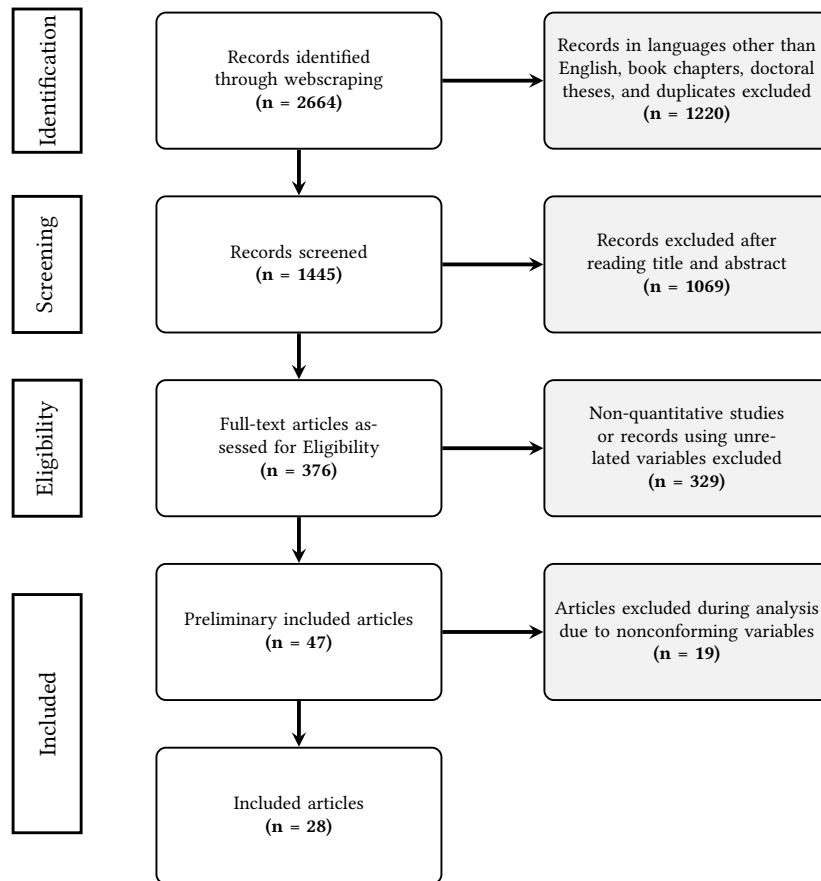 Identification
Records identified
through webscraping
(n = 2664)
Records in languages other than
English, book chapters, doctoral
theses, and duplicates excluded
(n = 1220)
Screening
Records screened
(n = 1445)
Records excluded after
reading title and abstract
(n = 1069)
Eligibility
Full-text articles as-
sessed for Eligibility
(n = 376)
Non-quantitative studies
or records using unre-
lated variables excluded
(n = 329)
Included
Preliminary included articles
(n = 47)
Articles excluded during analysis
due to nonconforming variables
(n = 19)
Included articles
(n = 28)